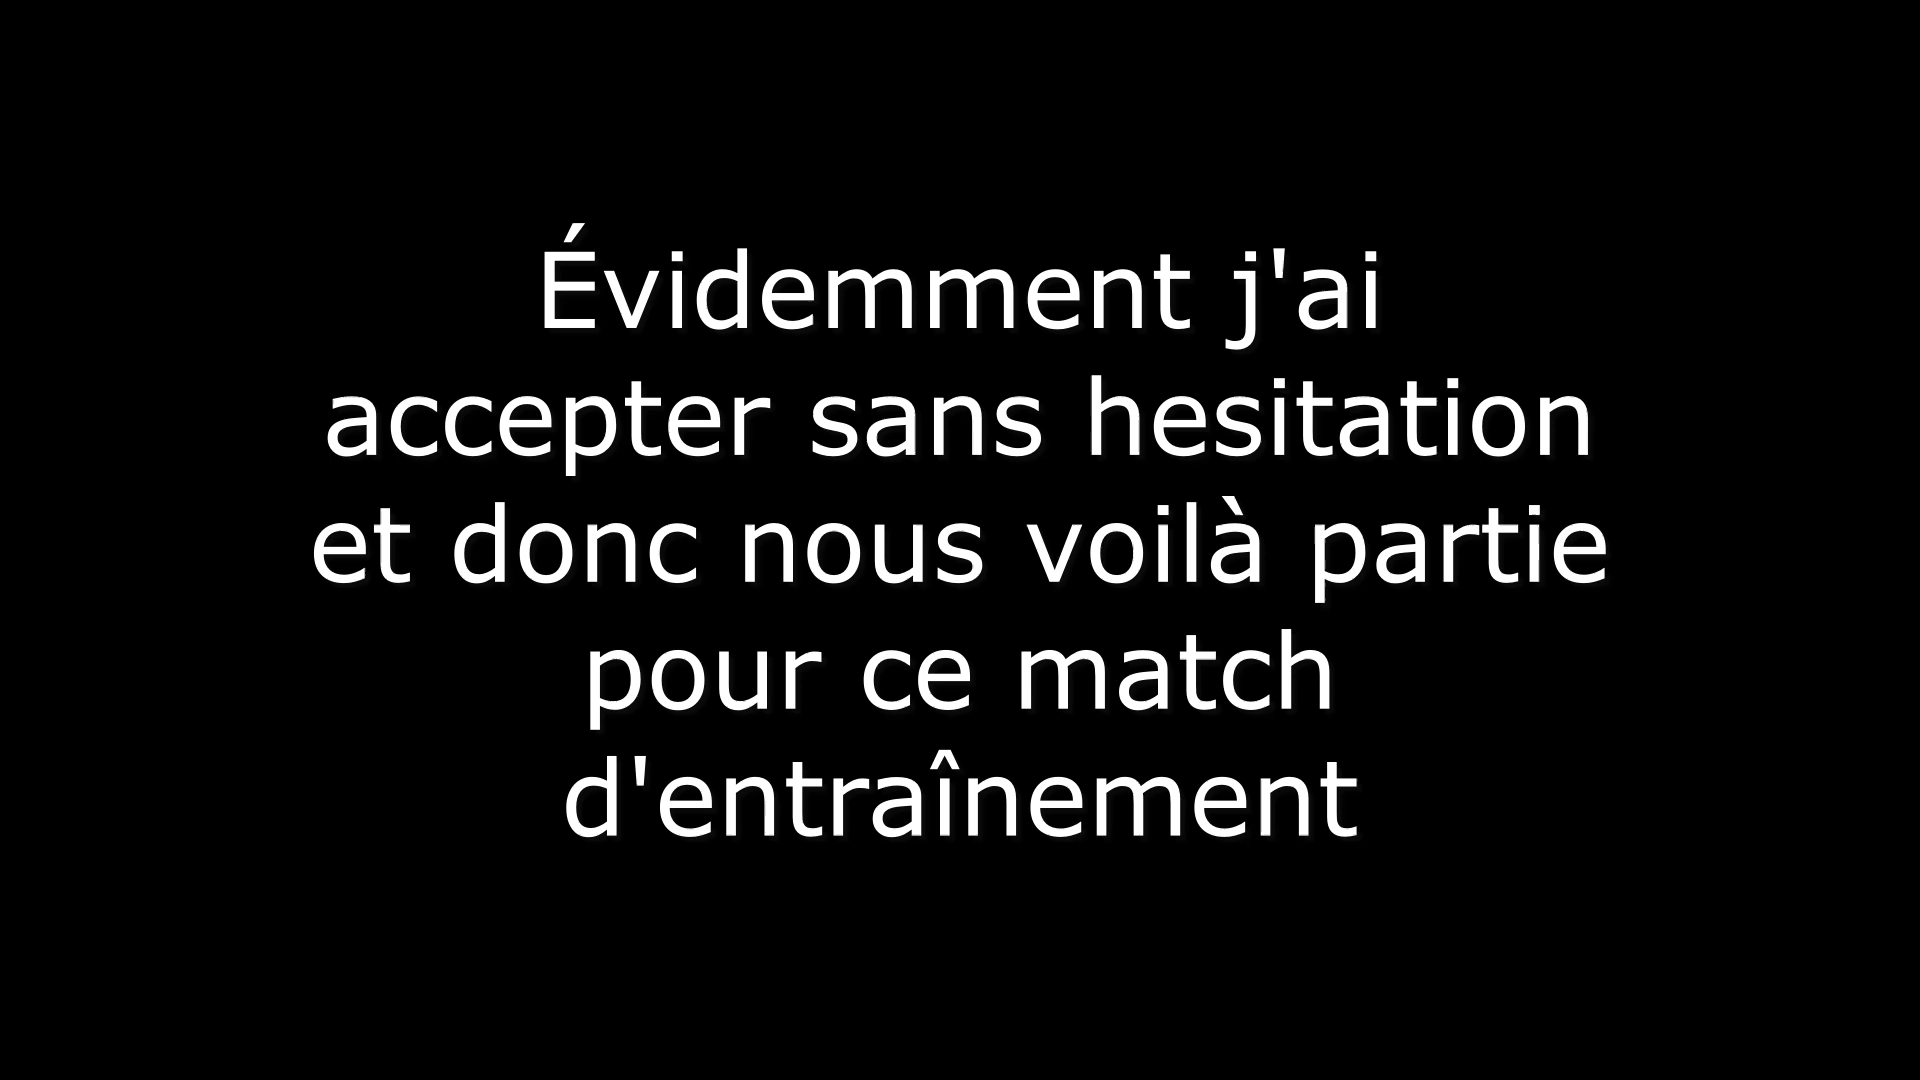 Évidemment j'ai
accepter sans hesitation
et donc nous voilà partie
pour ce match
d'entraînement